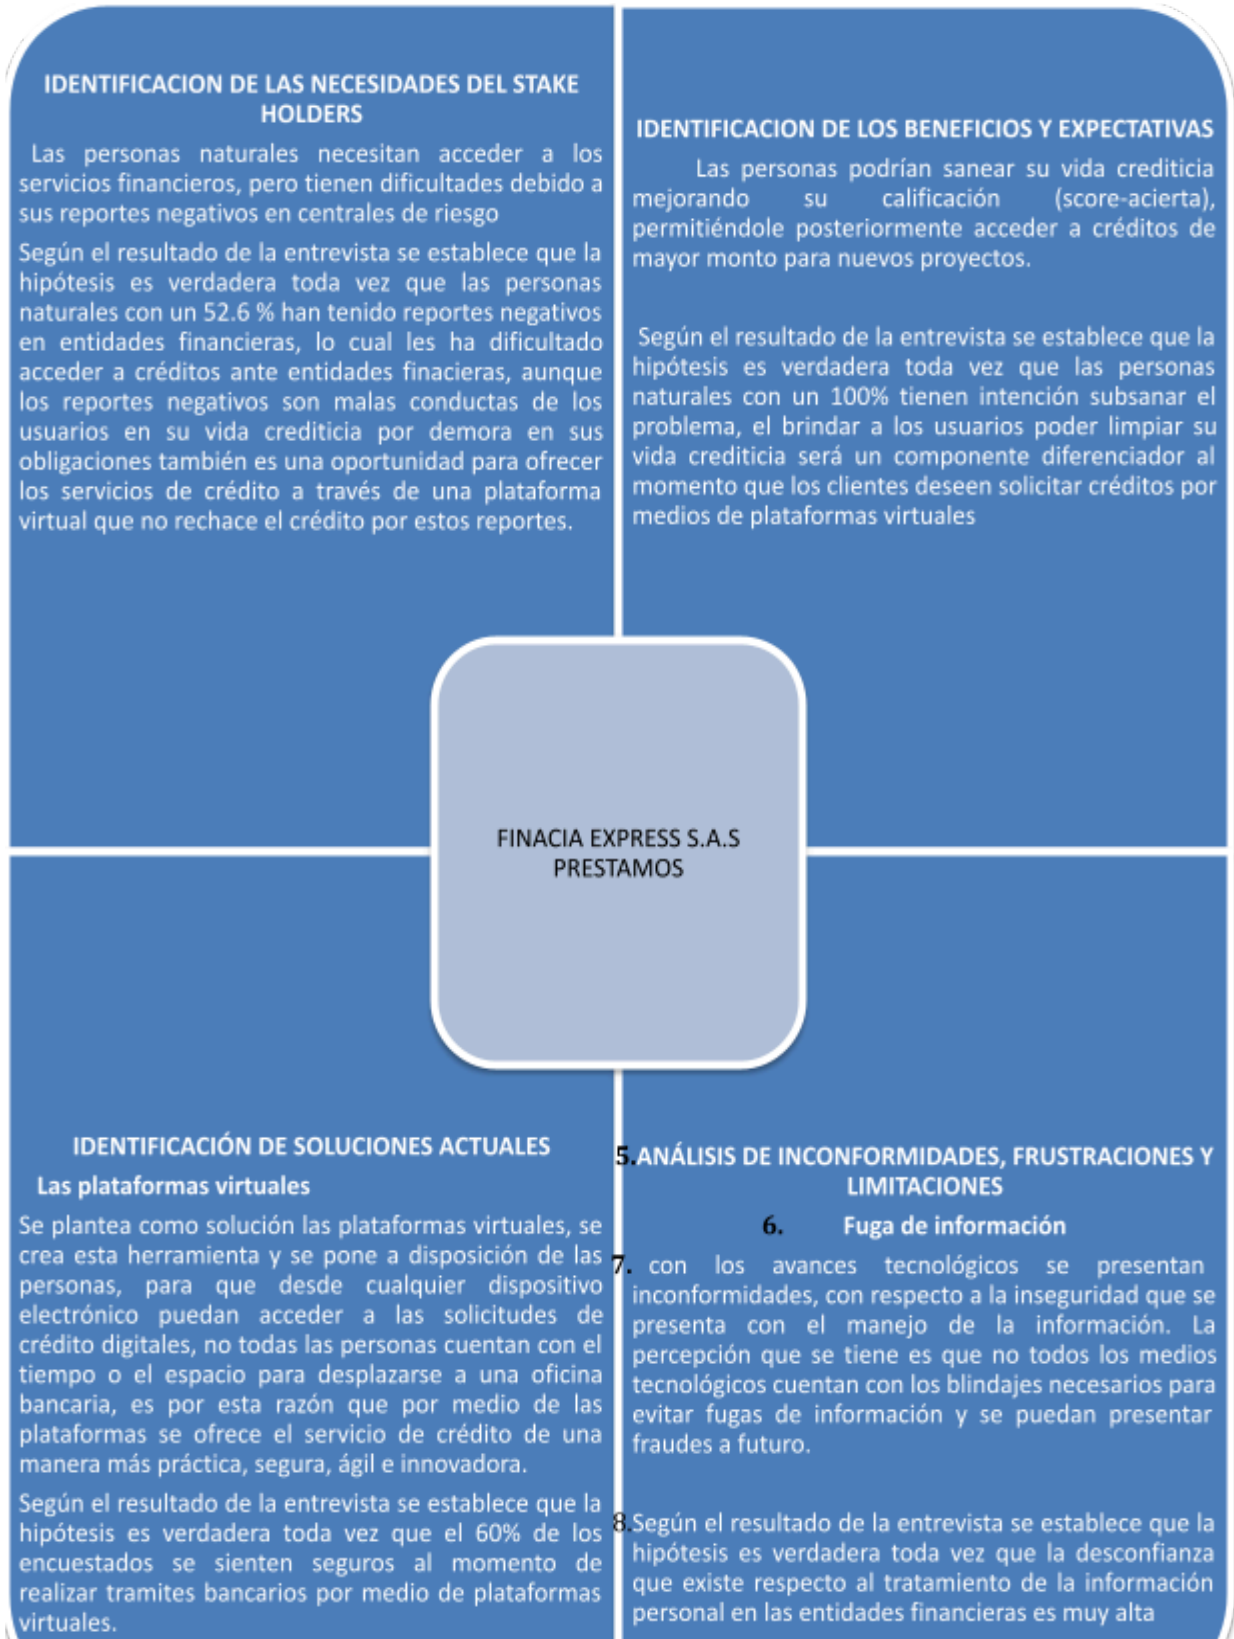 IDENTIFICACION DE LAS NECESIDADES DEL STAKE
HOLDERS
Las personas naturales necesitan acceder a los
servicios financieros, pero tienen dificultades debido a
sus reportes negativos en centrales de riesgo
Según el resultado de la entrevista se establece que la
hipótesis es verdadera toda vez que las personas
naturales con un 52.6 % han tenido reportes negativos
en entidades financieras, lo cual les ha dificultado
acceder a créditos ante entidades finacieras, aunque
los reportes negativos son malas conductas de los
usuarios en su vida crediticia por demora en sus
obligaciones también es una oportunidad para ofrecer
los servicios de crédito a través de una plataforma
virtual que no rechace el crédito por estos reportes.
IDENTIFICACION DE LOS BENEFICIOS Y EXPECTATIVAS
Las personas podrían sanear su vida crediticia
mejorando su calificación (score-acierta),
permitiéndole posteriormente acceder a créditos de
mayor monto para nuevos proyectos.
Según el resultado de la entrevista se establece que la
hipótesis es verdadera toda vez que las personas
naturales con un 100% tienen intención subsanar el
problema, el brindar a los usuarios poder limpiar su
vida crediticia será un componente diferenciador al
momento que los clientes deseen solicitar créditos por
medios de plataformas virtuales
FINACIA EXPRESS S.A.S
PRESTAMOS
IDENTIFICACIÓN DE SOLUCIONES ACTUALES
Las plataformas virtuales
Se plantea como solución las plataformas virtuales, se
crea esta herramienta y se pone a disposición de las
personas, para que desde cualquier dispositivo
electrónico puedan acceder a las solicitudes de
crédito digitales, no todas las personas cuentan con el
tiempo o el espacio para desplazarse a una oficina
bancaria, es por esta razón que por medio de las
plataformas se ofrece el servicio de crédito de una
manera más práctica, segura, ágil e innovadora.
Según el resultado de la entrevista se establece que la
hipótesis es verdadera toda vez que el 60% de los
encuestados se sienten seguros al momento de
realizar tramites bancarios por medio de plataformas
virtuales.
5.ANÁLISIS DE INCONFORMIDADES, FRUSTRACIONES Y
LIMITACIONES
6. Fuga de información
7. con los avances tecnológicos se presentan
inconformidades, con respecto a la inseguridad que se
presenta con el manejo de la información. La
percepción que se tiene es que no todos los medios
tecnológicos cuentan con los blindajes necesarios para
evitar fugas de información y se puedan presentar
fraudes a futuro.
8.Según el resultado de la entrevista se establece que la
hipótesis es verdadera toda vez que la desconfianza
que existe respecto al tratamiento de la información
personal en las entidades financieras es muy alta